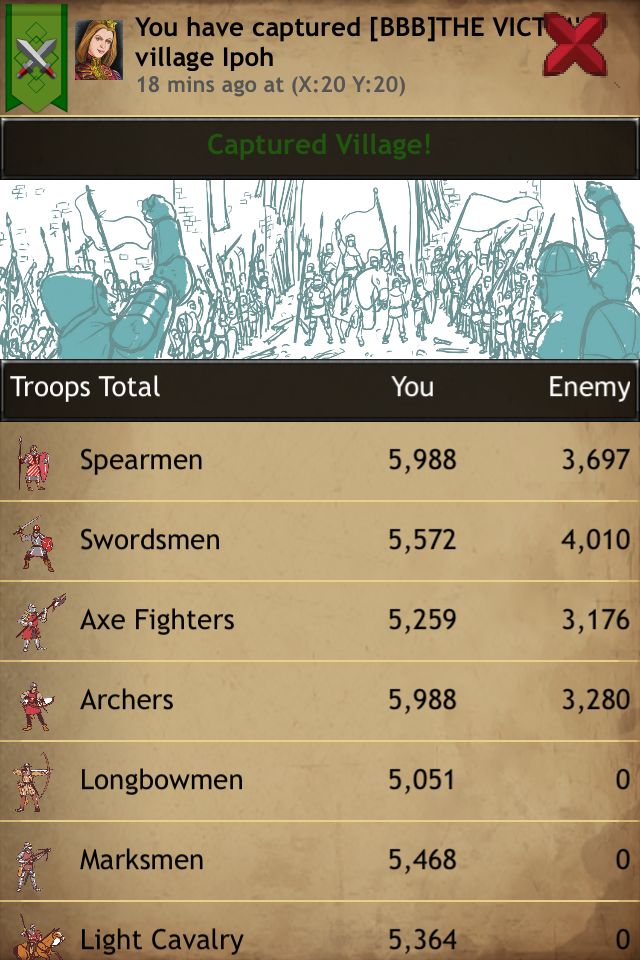 You have captured [BBB]THE
village Ipoh
18 mins ago at (X:20 Y:20)
Captured Village!
Troops Total You Enemy
Spearmen 5,988 3,697
Swordsmen 5,572 4,010
Axe Fighters 5,259 3,176
Archers 5,988 3,280
Longbowmen 5,051 0
Marksmen 5,468 0
Light Cavalry 5,364 0